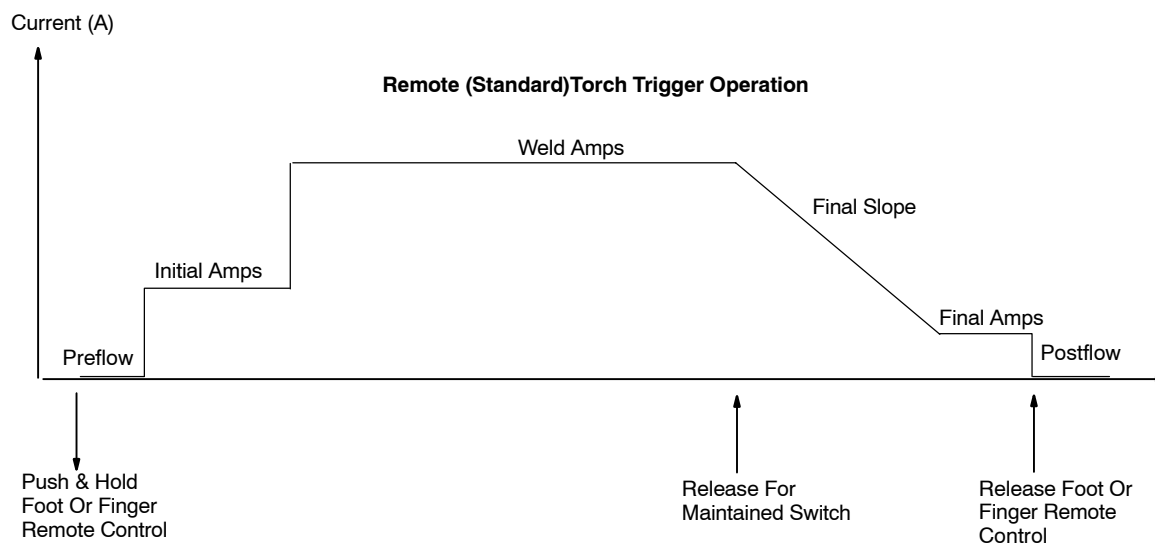 Current (A)
Remote (Standard)Torch Trigger Operation
Weld Amps
Final Slope
Initial Amps
Final Amps
Preflow
Postflow
Push & Hold
Foot Or Finger
Remote Control
Release For
Maintained Switch
Release Foot Or
Finger Remote
Control